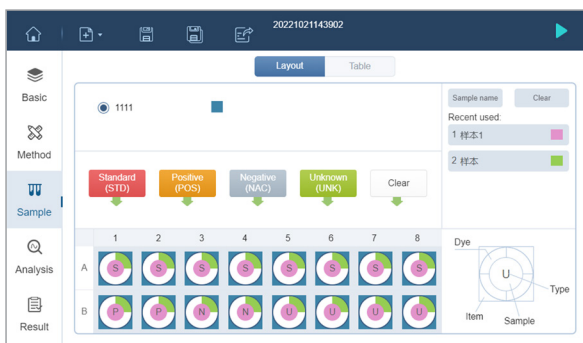 20221021143902
Layout Table
Basic
Method
Sample
Analysis
Result
1111
Sample name Clear
Recent used:
1 样本1
2 样本
Standard (STD)
Positive (POS)
Negative (NAC)
Unknown (UNK)
Clear
1 2 3 4 5 6 7 8
A S S S S S S S S
B P P N N U U U U
Dye
U
Type
Item
Sample